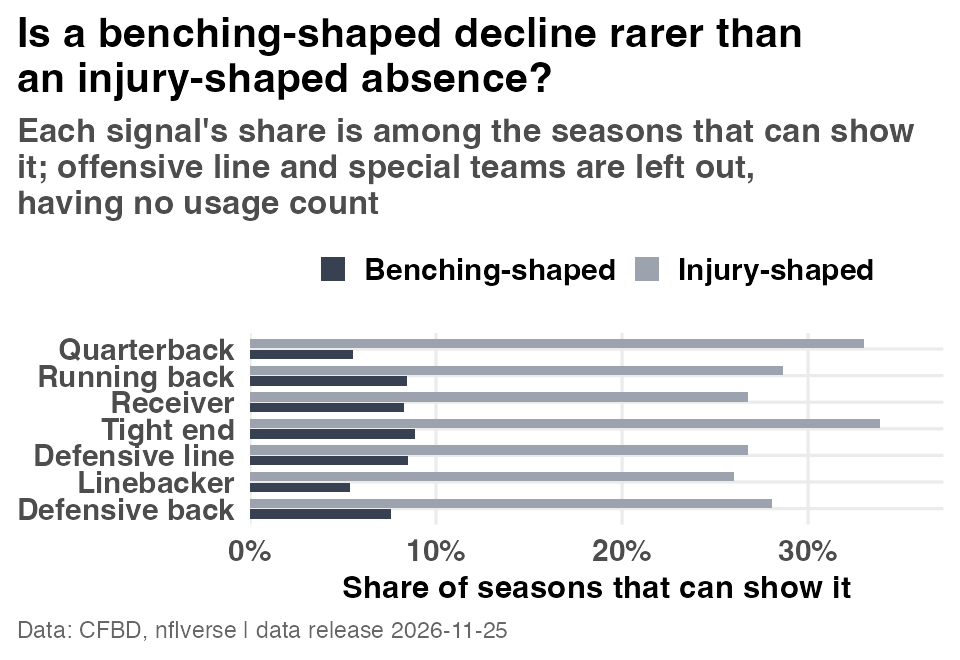 Is a benching-shaped decline rarer than
an injury-shaped absence?
Each signal's share is among the seasons that can show
it; offensive line and special teams are left out,
having no usage count
Benching-shaped Injury-shaped
Quarterback
Running back
Receiver
Tight end
Defensive line
Linebacker
Defensive back
0% 10% 20% 30%
Share of seasons that can show it
Data: CFBD, nflverse | data release 2026-11-25